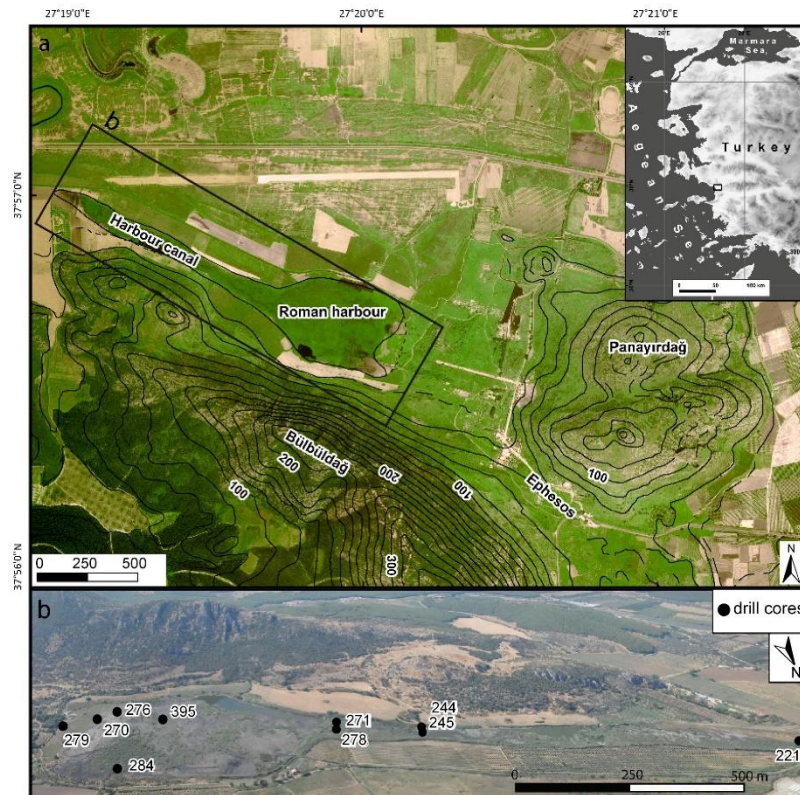 27°19'0"E
27°20'0"E
27°21'0"E
a
b
37°57'0"N
37°56'0"N
Harbour canal
Roman harbour
Panayırdağ
Bülbüldağ
Ephesos
100
200
200
100
300
100
0 250 500
N
Marmara
Sea
Aegean Sea
Turkey
b
drill cores
N
276
395
279
270
284
271
278
244
245
221
0 250 500 m